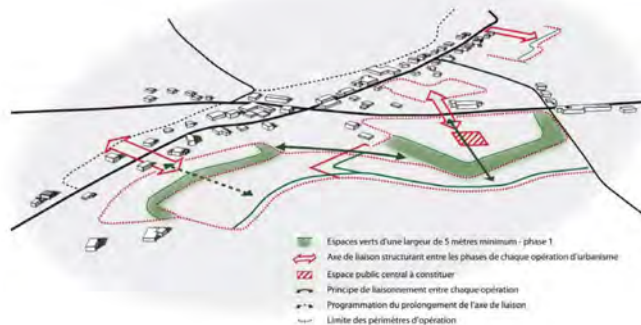 Espaces verts d'une largeur de 5 mètres minimum - phase 1
Axe de liaison structurant entre les phases de chaque opération d'urbanisme
Espace public central à constituer
Principe de liaisonnement entre chaque opération
Programmation du prolongement de l'axe de liaison
Limite des périmètres d'opération